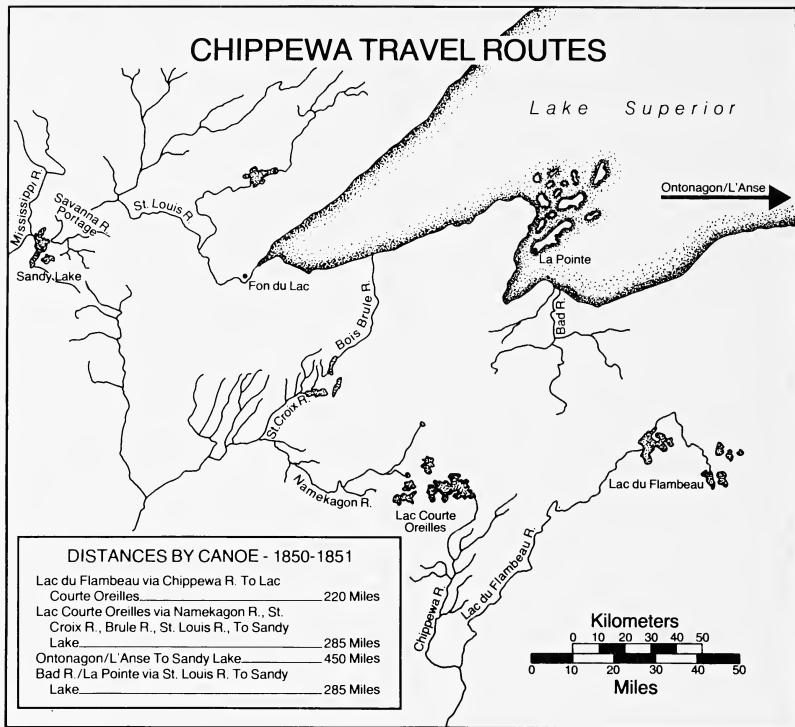 CHIPPEWA TRAVEL ROUTES
Lake Superior
Ontonagon/L'Anse
Mississippi R.
Savanna R.
Portage
St. Louis R.
Sandy Lake
Fon du Lac
La Pointe
Bad R.
Bois Brule R.
St. Croix R.
Namekagon R.
Lac Courte
Oreilles
Lac du Flambeau
Chippewa R.
Lac du Flambeau R.
DISTANCES BY CANOE - 1850-1851
Lac du Flambeau via Chippewa R. To Lac
Courte Oreilles 220 Miles
Lac Courte Oreilles via Namekagon R., St.
Croix R., Brule R., St. Louis R., To Sandy
Lake 285 Miles
Ontonagon/L'Anse To Sandy Lake 450 Miles
Bad R./La Pointe via St. Louis R. To Sandy
Lake 285 Miles
Kilometers
0 10 20 30 40 50
0 10 20 30 40 50
Miles